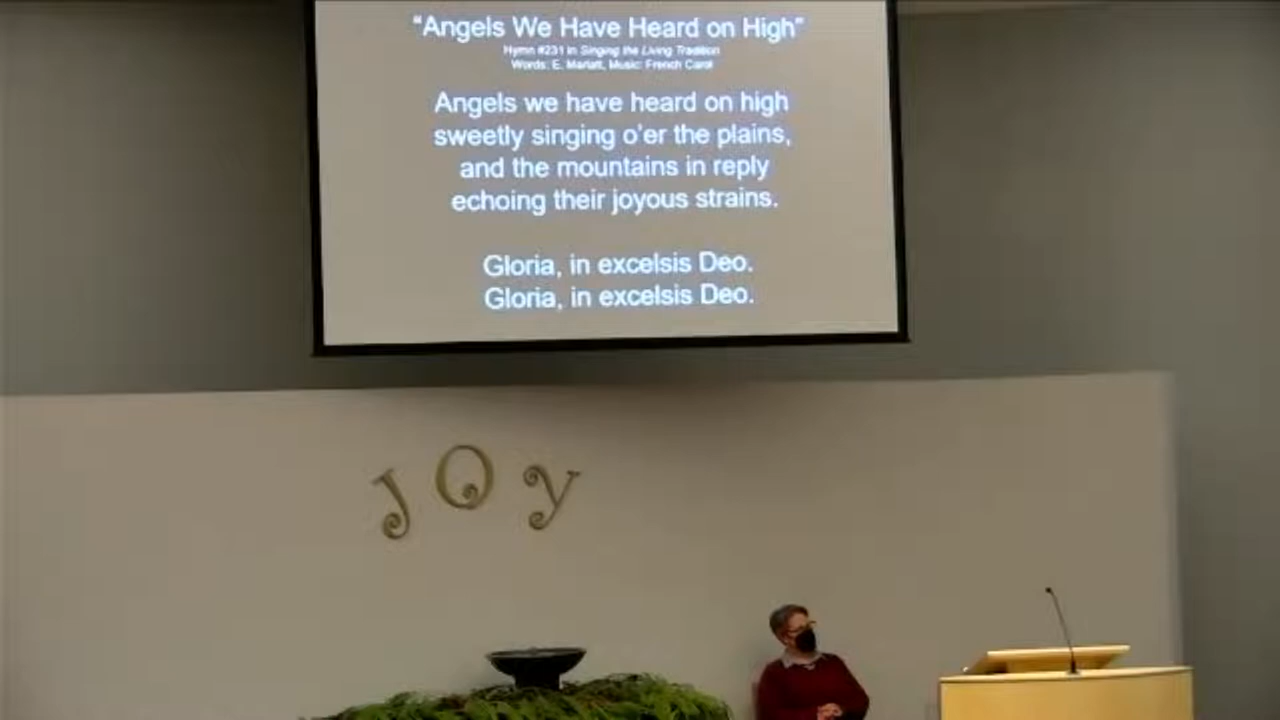 “Angels We Have Heard on High”
Hymn #231 in Singing the Living Tradition
Words: E. Marlatt, Music: French Carol
Angels we have heard on high
sweetly singing o'er the plains,
and the mountains in reply
echoing their joyous strains.
Gloria, in excelsis Deo.
Gloria, in excelsis Deo.
JOy